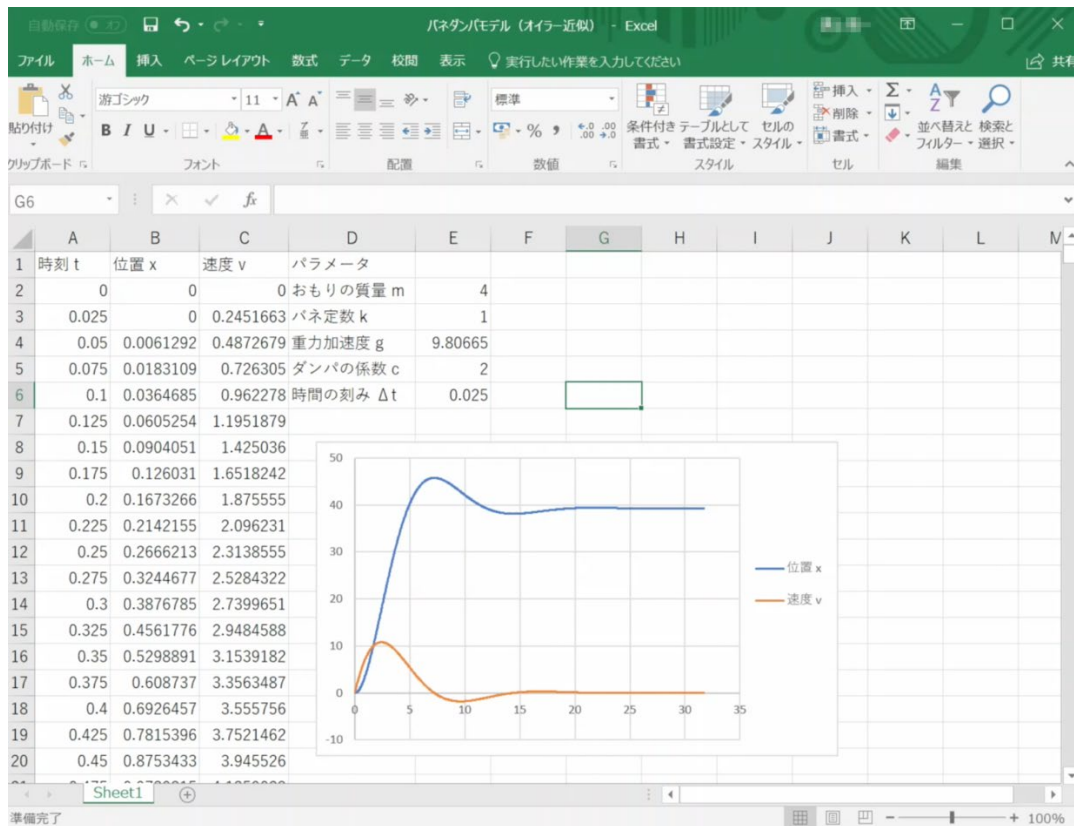 自動保存 オフ バネダンパモデル（オイラー近似） - Excel
ファイル ホーム 挿入 ページ レイアウト 数式 データ 校閲 表示 実行したい作業を入力してください 共有
貼り付け 游ゴシック 11 A A 標準 条件付き テーブルとして セルの 挿入 Σ 並べ替えと 検索と
B I U A 亜 % 書式 書式設定 スタイル 削除 フィルター 選択
書式
クリップボード フォント 配置 数値 スタイル セル 編集
G6 fx
A B C D E F G H I J K L M
1 時刻 t 位置 x 速度 v パラメータ
2 0 0 0 おもりの質量 m 4
3 0.025 0 0.2451663 バネ定数 k 1
4 0.05 0.0061292 0.4872679 重力加速度 g 9.80665
5 0.075 0.0183109 0.726305 ダンパの係数 c 2
6 0.1 0.0364685 0.962278 時間の刻み Δt 0.025
7 0.125 0.0605254 1.1951879
8 0.15 0.0904051 1.425036
9 0.175 0.126031 1.6518242
10 0.2 0.1673266 1.875555
11 0.225 0.2142155 2.096231
12 0.25 0.2666213 2.3138555
13 0.275 0.3244677 2.5284322
14 0.3 0.3876785 2.7399651
15 0.325 0.4561776 2.9484588
16 0.35 0.5298891 3.1539182
17 0.375 0.608737 3.3563487
18 0.4 0.6926457 3.555756
19 0.425 0.7815396 3.7521462
20 0.45 0.8753433 3.945526
50
40
30
20
10
0
-10
0 5 10 15 20 25 30 35
位置 x
速度 v
Sheet1
準備完了 100%